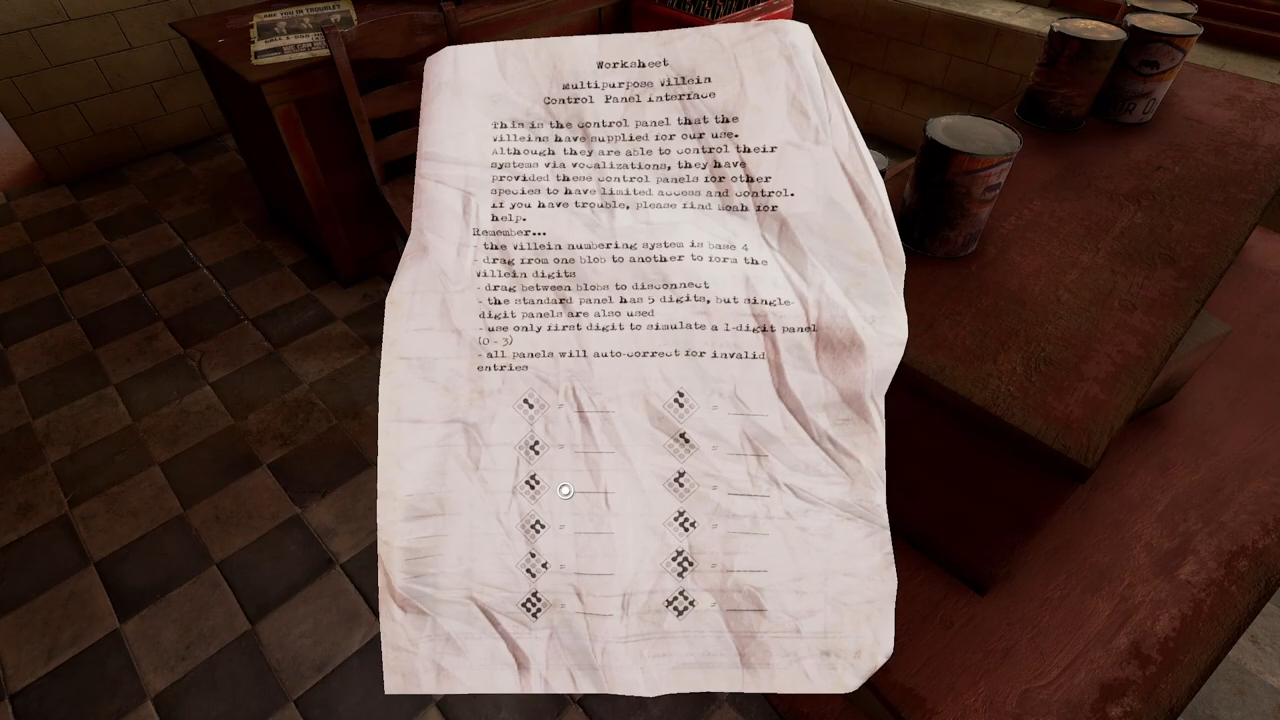 ARE YOU IN TROUBLE?
Worksheet
Multipurpose Villein
Control Panel Interface
This is the control panel that the
Villeins have supplied for our use.
Although they are able to control their
systems via vocalizations, they have
provided these control panels for other
species to have limited access and control.
If you have trouble, please find Noah for
help.
Remember...
- the Villein numbering system is base 4
- drag from one blob to another to form the
Villein digits
- drag between blobs to disconnect
- the standard panel has 5 digits, but single-
digit panels are also used
- use only first digit to simulate a 1-digit panel
(0 - 3)
- all panels will auto-correct for invalid
entries
= =
= =
= =
= =
= =
= =